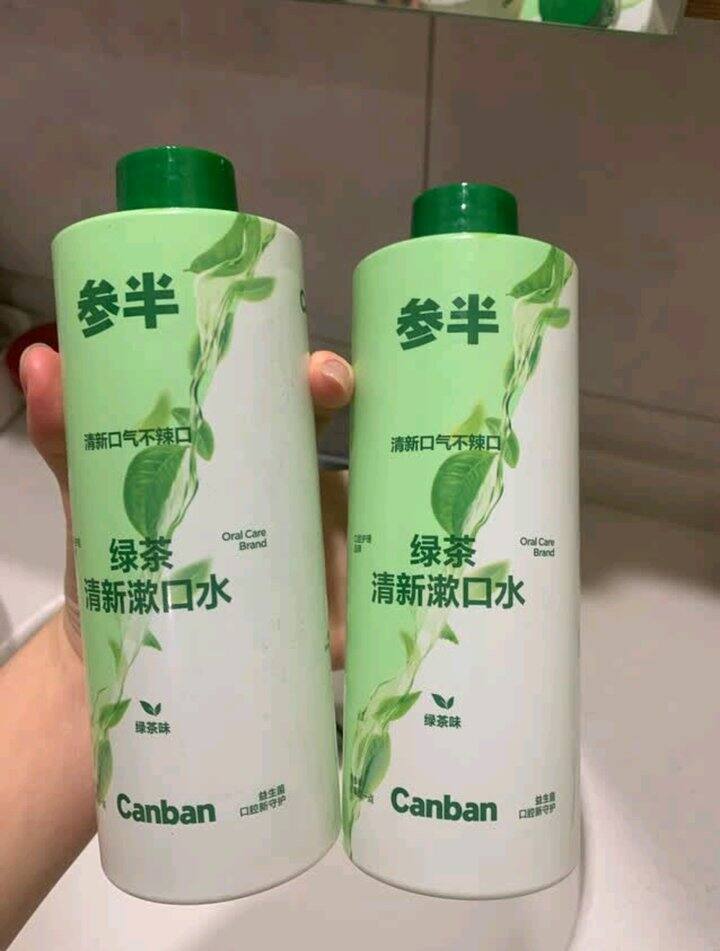 参半
清新口气不辣口
Oral Care
Brand
绿茶
清新漱口水
绿茶味
Canban
益生菌
口腔新守护
参半
清新口气不辣口
Oral Care
Brand
绿茶
清新漱口水
绿茶味
Canban
益生菌
口腔新守护